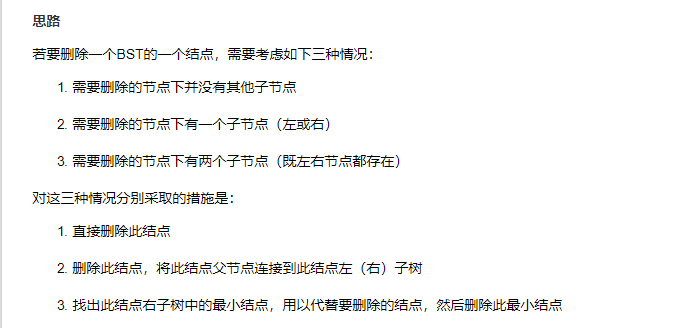 思路
若要删除一个BST的一个结点，需要考虑如下三种情况：
1. 需要删除的节点下并没有其他子节点
2. 需要删除的节点下有一个子节点（左或右）
3. 需要删除的节点下有两个子节点（既左右节点都存在）
对这三种情况分别采取的措施是：
1. 直接删除此结点
2. 删除此结点，将此结点父节点连接到此结点左（右）子树
3. 找出此结点右子树中的最小结点，用以代替要删除的结点，然后删除此最小结点